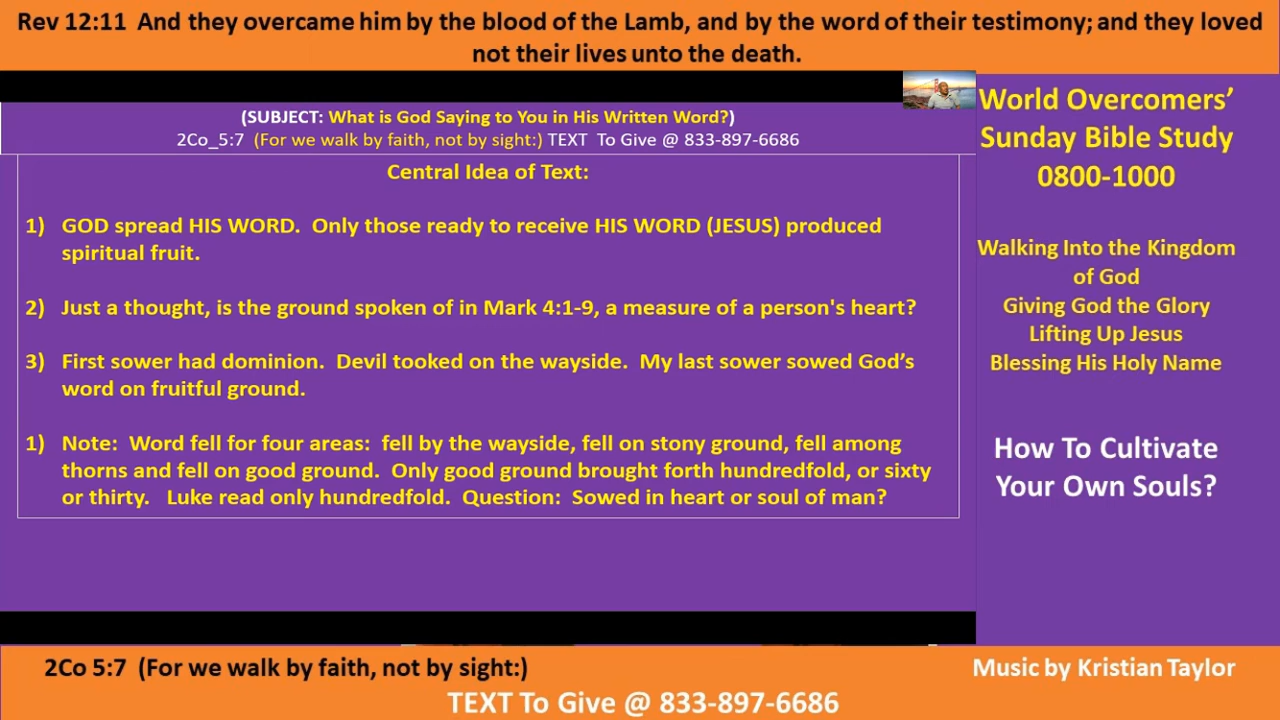 Rev 12:11 And they overcame him by the blood of the Lamb, and by the word of their testimony; and they loved
not their lives unto the death.
(SUBJECT: What is God Saying to You in His Written Word?)
2Co_5:7 (For we walk by faith, not by sight:) TEXT To Give @ 833-897-6686
Central Idea of Text:
1) GOD spread HIS WORD. Only those ready to receive HIS WORD (JESUS) produced
spiritual fruit.
2) Just a thought, is the ground spoken of in Mark 4:1-9, a measure of a person's heart?
3) First sower had dominion. Devil tooked on the wayside. My last sower sowed God’s
word on fruitful ground.
1) Note: Word fell for four areas: fell by the wayside, fell on stony ground, fell among
thorns and fell on good ground. Only good ground brought forth hundredfold, or sixty
or thirty. Luke read only hundredfold. Question: Sowed in heart or soul of man?
World Overcomers’
Sunday Bible Study
0800-1000
Walking Into the Kingdom
of God
Giving God the Glory
Lifting Up Jesus
Blessing His Holy Name
How To Cultivate
Your Own Souls?
2Co 5:7 (For we walk by faith, not by sight:)
Music by Kristian Taylor
TEXT To Give @ 833-897-6686